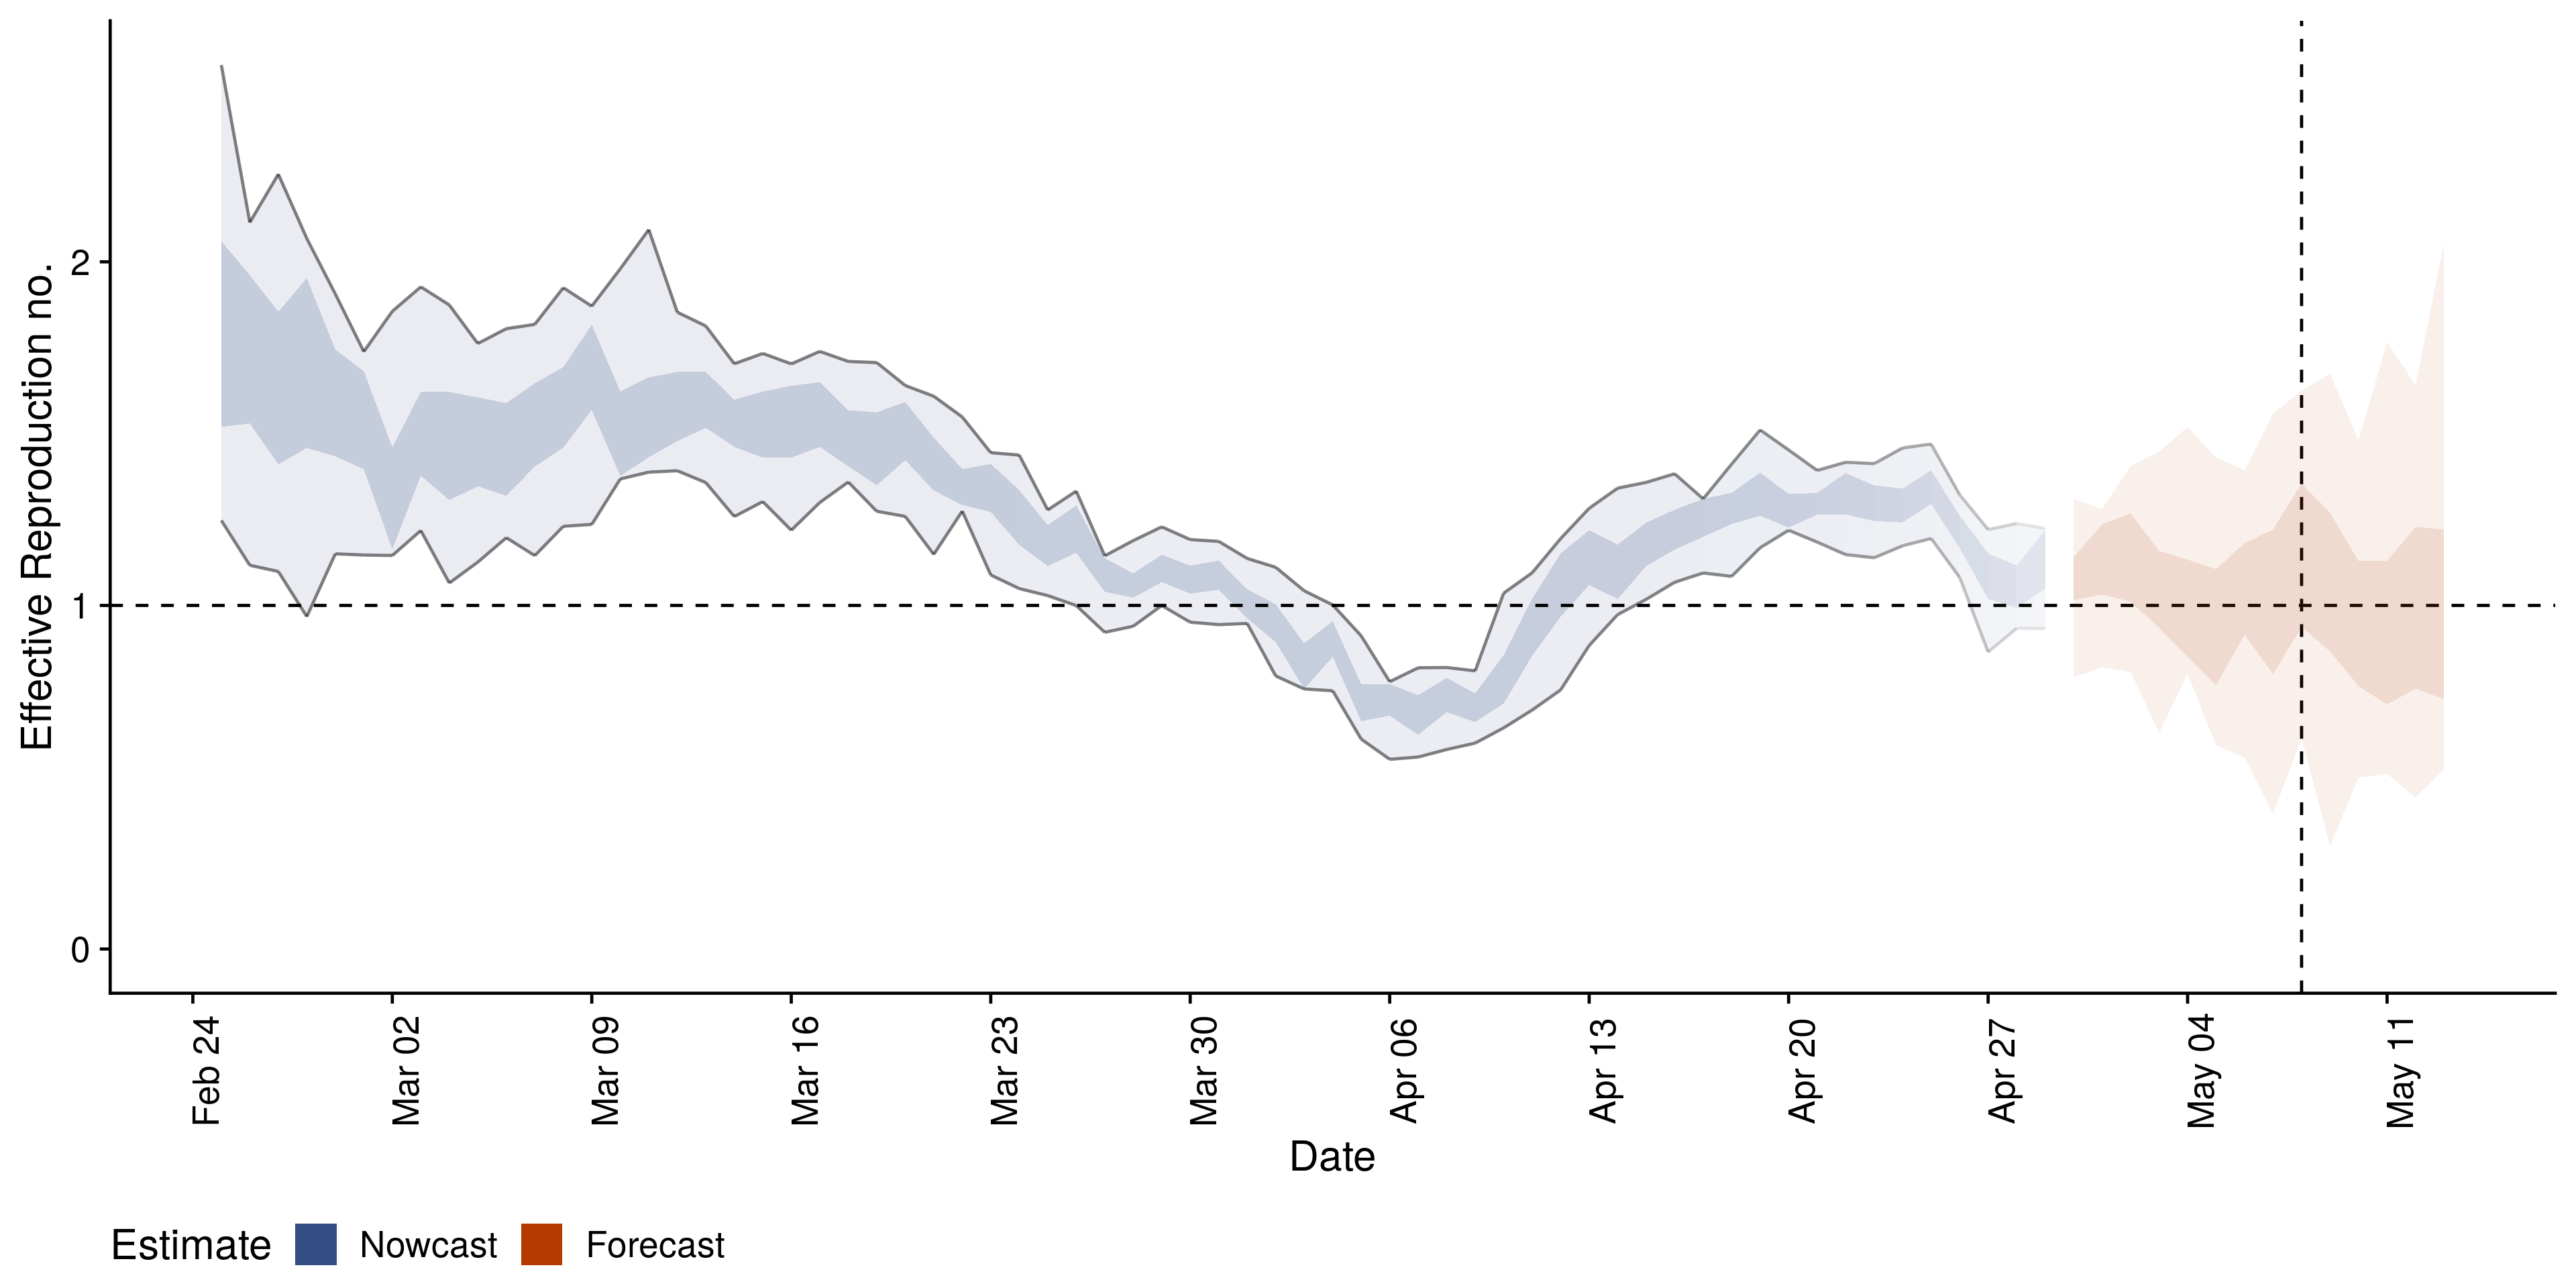 Effective Reproduction no.
2
1
0
Feb 24
Mar 02
Mar 09
Mar 16
Mar 23
Mar 30
Apr 06
Apr 13
Apr 20
Apr 27
May 04
May 11
Date
Estimate Nowcast Forecast